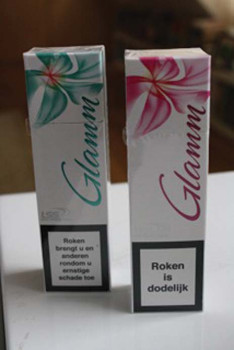 Glamm
Roken
brengt u en
anderen
rondom u
ernstige
schade toe
Glamm
Roken
is
dodelijk